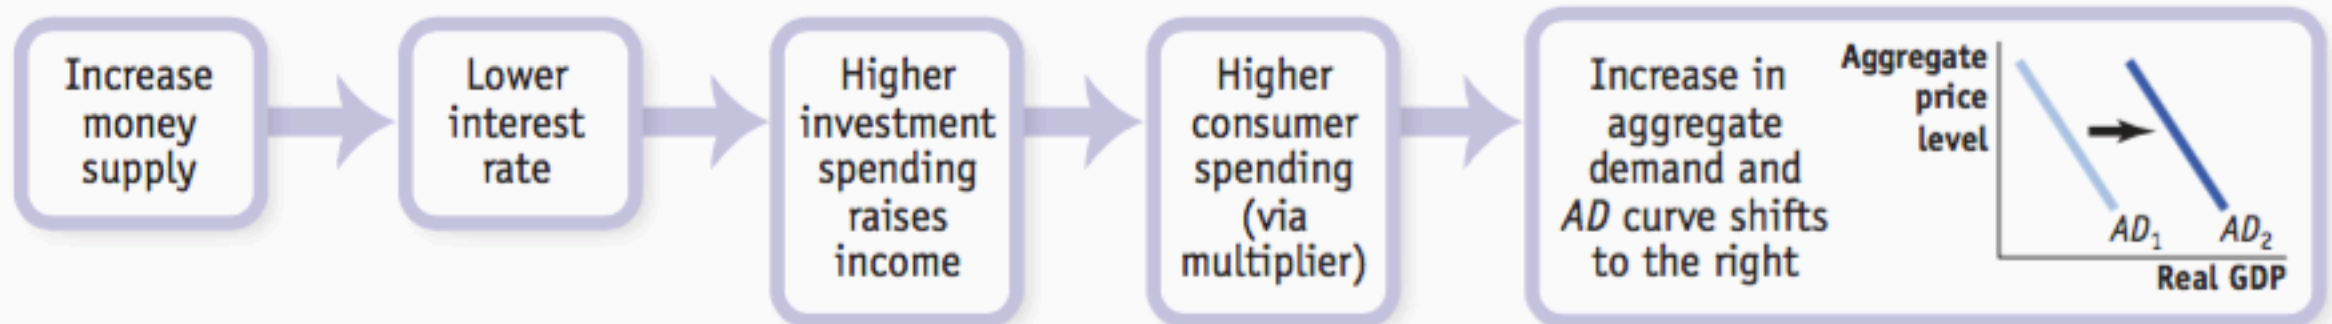 Increase
money
supply
Lower
interest
rate
Higher
investment
spending
raises
income
Higher
consumer
spending
(via
multiplier)
Increase in
aggregate
demand and
AD curve shifts
to the right
Aggregate
price
level
AD₁
AD₂
Real GDP